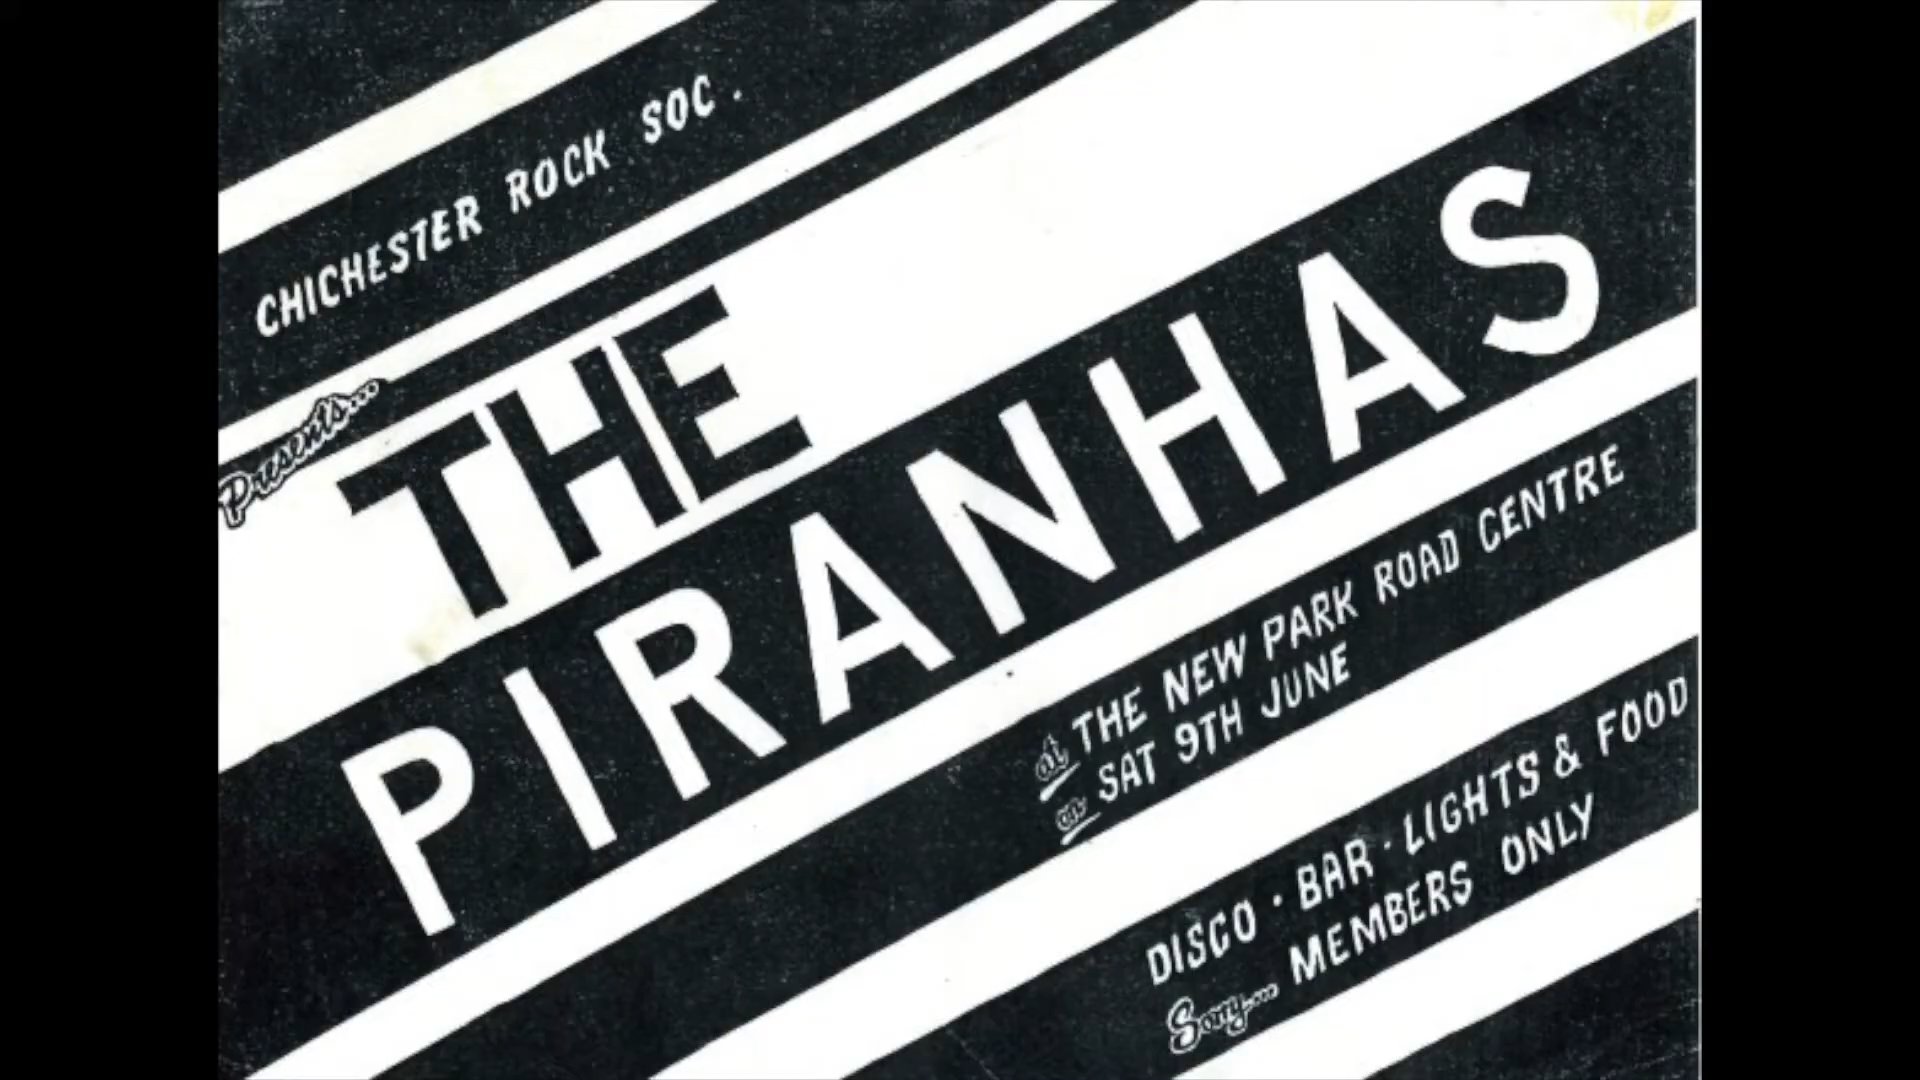 CHICHESTER ROCK SOC.
Presents...
THE
PIRANHAS
at THE NEW PARK ROAD CENTRE
on SAT 9TH JUNE
DISCO · BAR · LIGHTS & FOOD
Sorry... MEMBERS ONLY